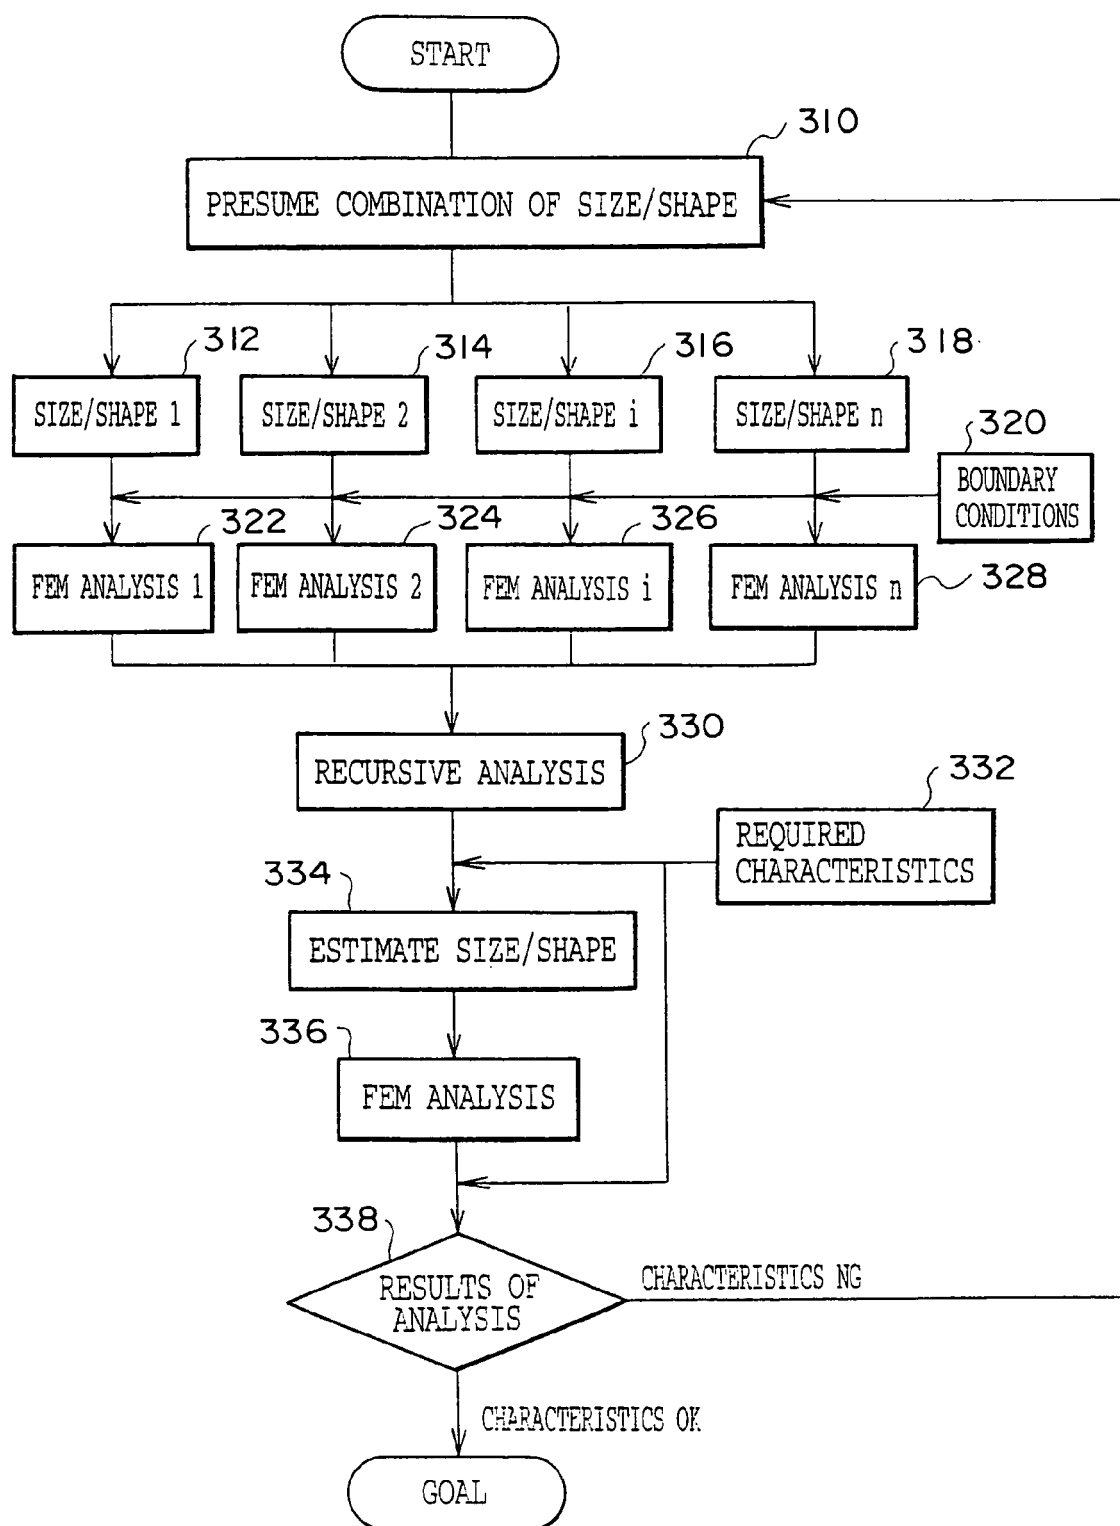 START
310
PRESUME COMBINATION OF SIZE/SHAPE
312
314
316
318
SIZE/SHAPE 1
SIZE/SHAPE 2
SIZE/SHAPE i
SIZE/SHAPE n
320
BOUNDARY
CONDITIONS
322
324
326
FEM ANALYSIS 1
FEM ANALYSIS 2
FEM ANALYSIS i
FEM ANALYSIS n
328
330
RECURSIVE ANALYSIS
332
REQUIRED
CHARACTERISTICS
334
ESTIMATE SIZE/SHAPE
336
FEM ANALYSIS
338
RESULTS OF
ANALYSIS
CHARACTERISTICS NG
CHARACTERISTICS OK
GOAL